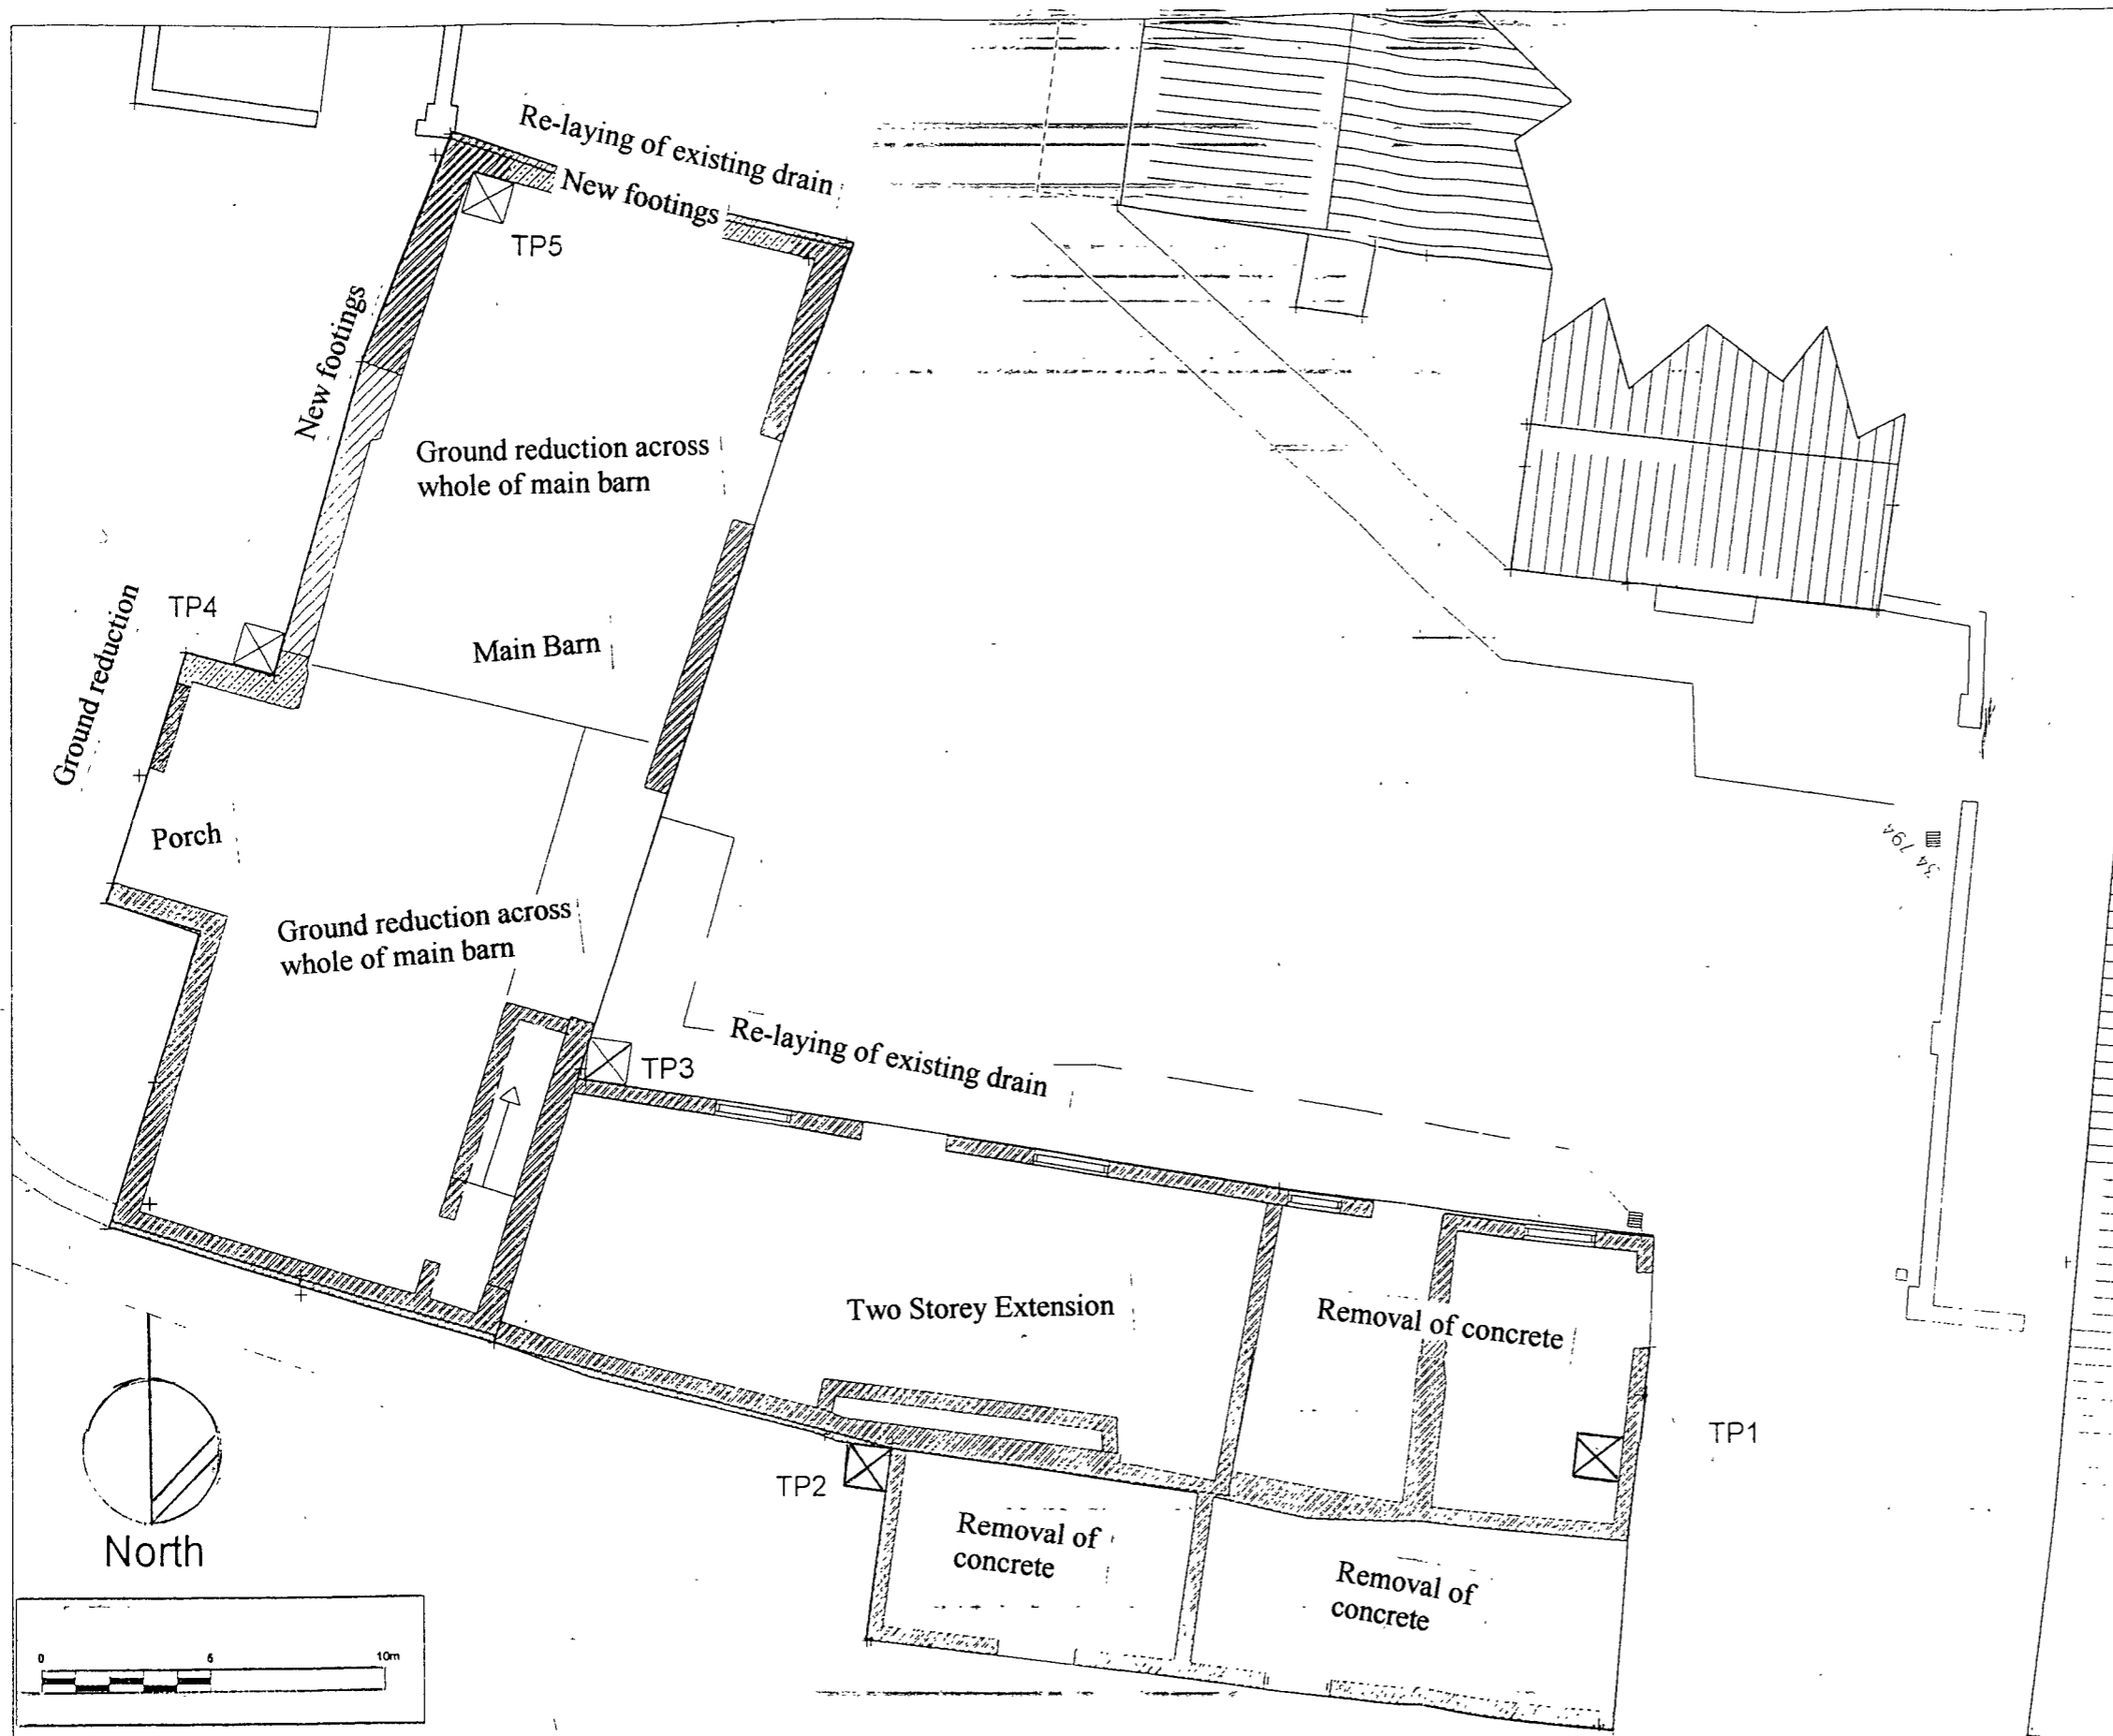 Re-laying of existing drain
New footings
TP5
New footings
Ground reduction across
whole of main barn
TP4
Ground reduction
Main Barn
Porch
34 794
Ground reduction across
whole of main barn
TP3
Re-laying of existing drain
Two Storey Extension
Removal of concrete
TP1
TP2
Removal of
concrete
Removal of
concrete
North
0 5 10m